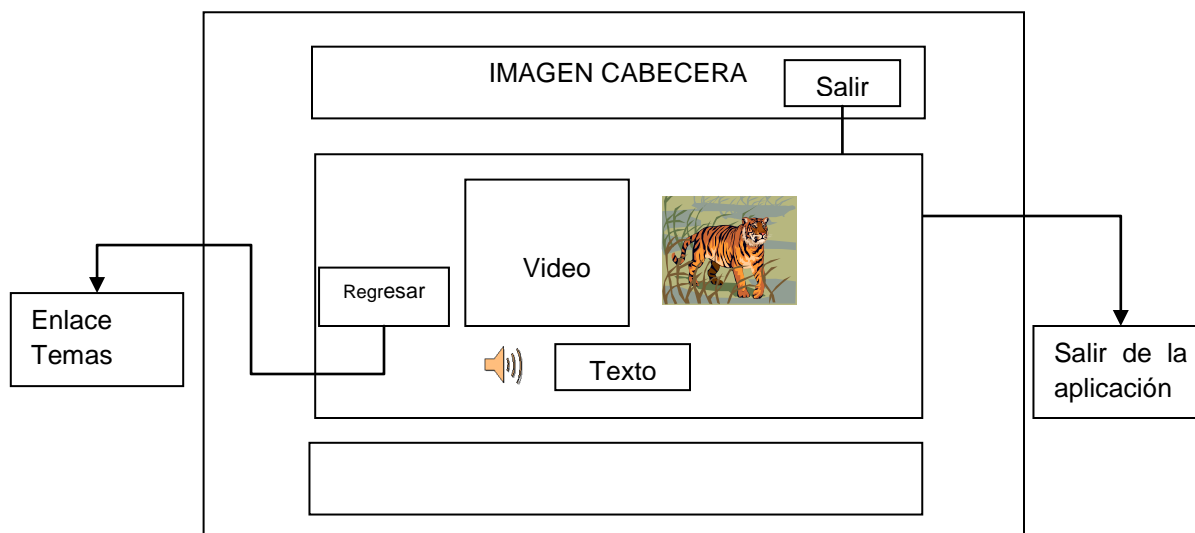 IMAGEN CABECERA
Salir
Video
Regresar
Enlace
Temas
Texto
Salir de la
aplicación